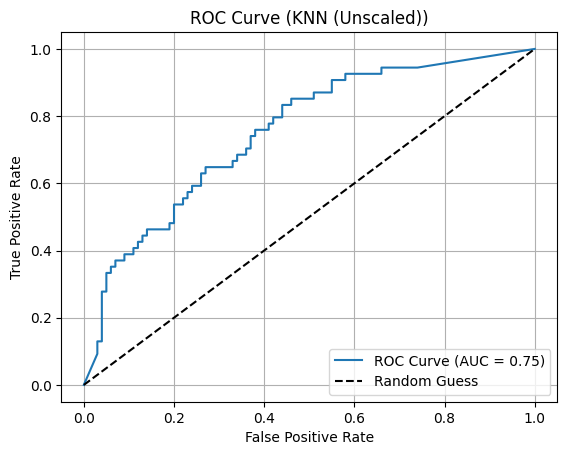 ROC Curve (KNN (Unscaled))
True Positive Rate
1.0
0.8
0.6
0.4
0.2
0.0
ROC Curve (AUC = 0.75)
Random Guess
0.0 0.2 0.4 0.6 0.8 1.0
False Positive Rate